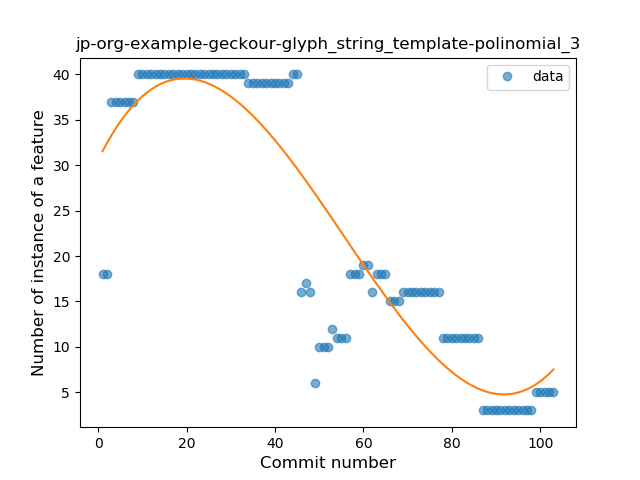 jp-org-example-geckour-glyph_string_template-polinomial_3
data
Number of instance of a feature
40
35
30
25
20
15
10
5
0 20 40 60 80 100
Commit number